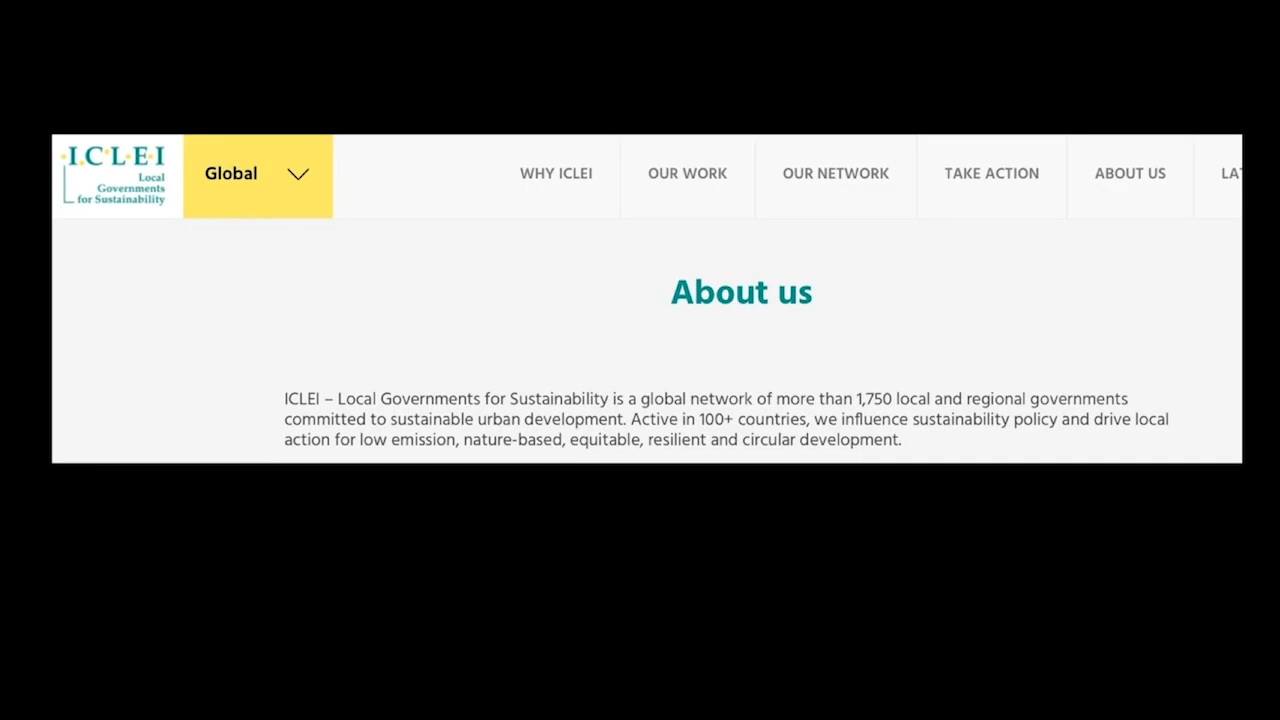 I.C.L.E.I
Local
Governments
for Sustainability
Global
WHY ICLEI
OUR WORK
OUR NETWORK
TAKE ACTION
ABOUT US
About us
ICLEI – Local Governments for Sustainability is a global network of more than 1,750 local and regional governments
committed to sustainable urban development. Active in 100+ countries, we influence sustainability policy and drive local
action for low emission, nature-based, equitable, resilient and circular development.